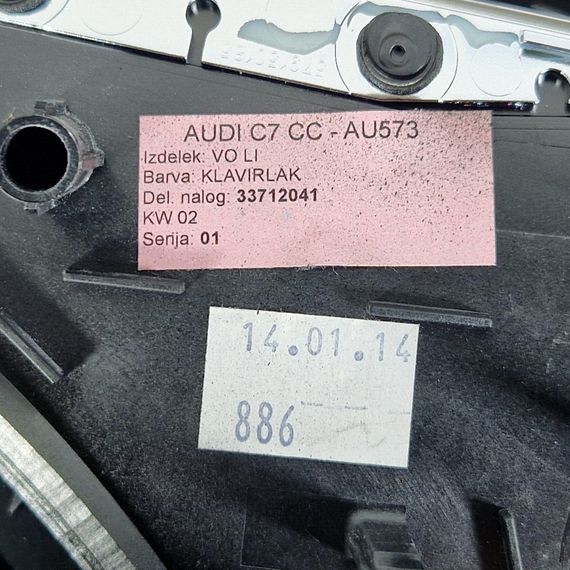 AUDI C7 CC - AU573
Izdelek: VO LI
Barva: KLAVIRLAK
Del. nalog: 33712041
KW 02
Serija: 01
14.01.14
886